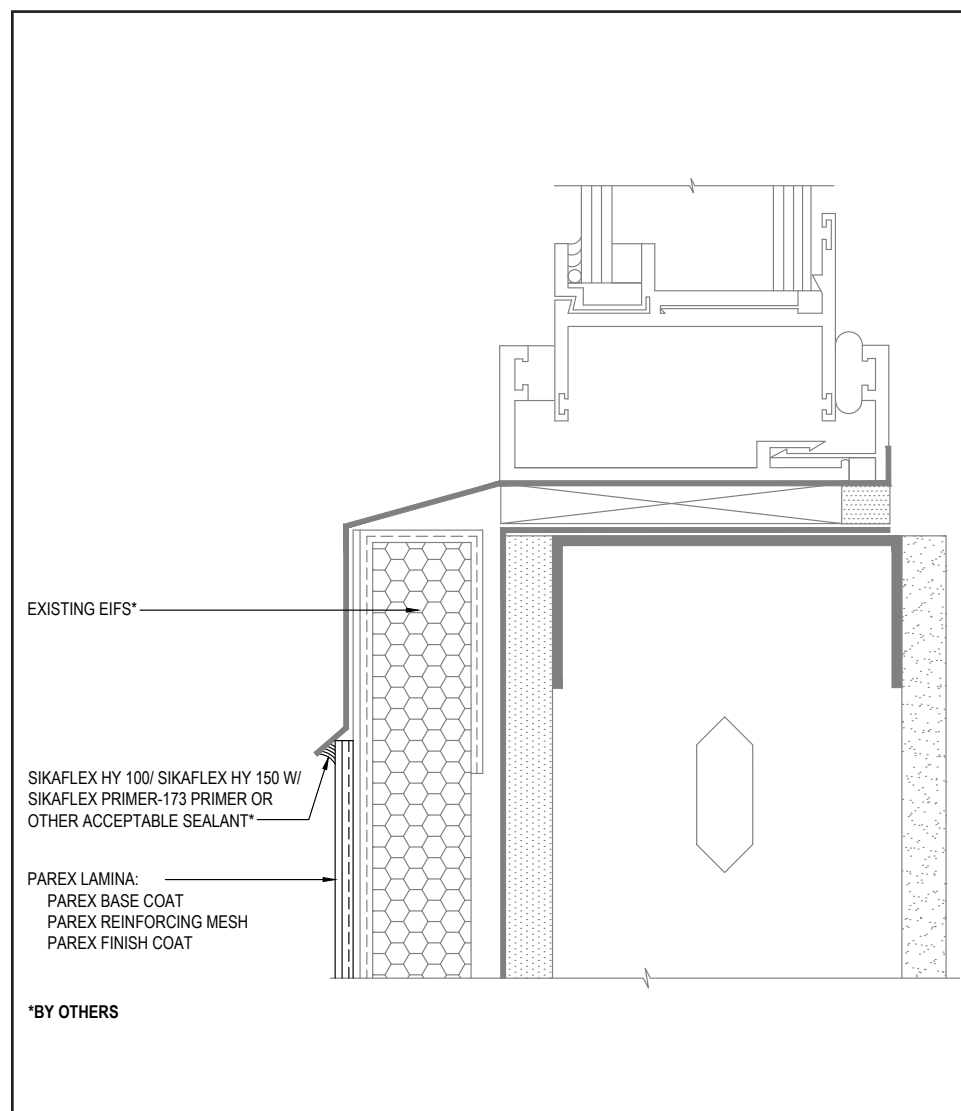 EXISTING EIFS*
SIKAFLEX HY 100/ SIKAFLEX HY 150 W/
SIKAFLEX PRIMER-173 PRIMER OR
OTHER ACCEPTABLE SEALANT*
PAREX LAMINA:
PAREX BASE COAT
PAREX REINFORCING MESH
PAREX FINISH COAT
*BY OTHERS